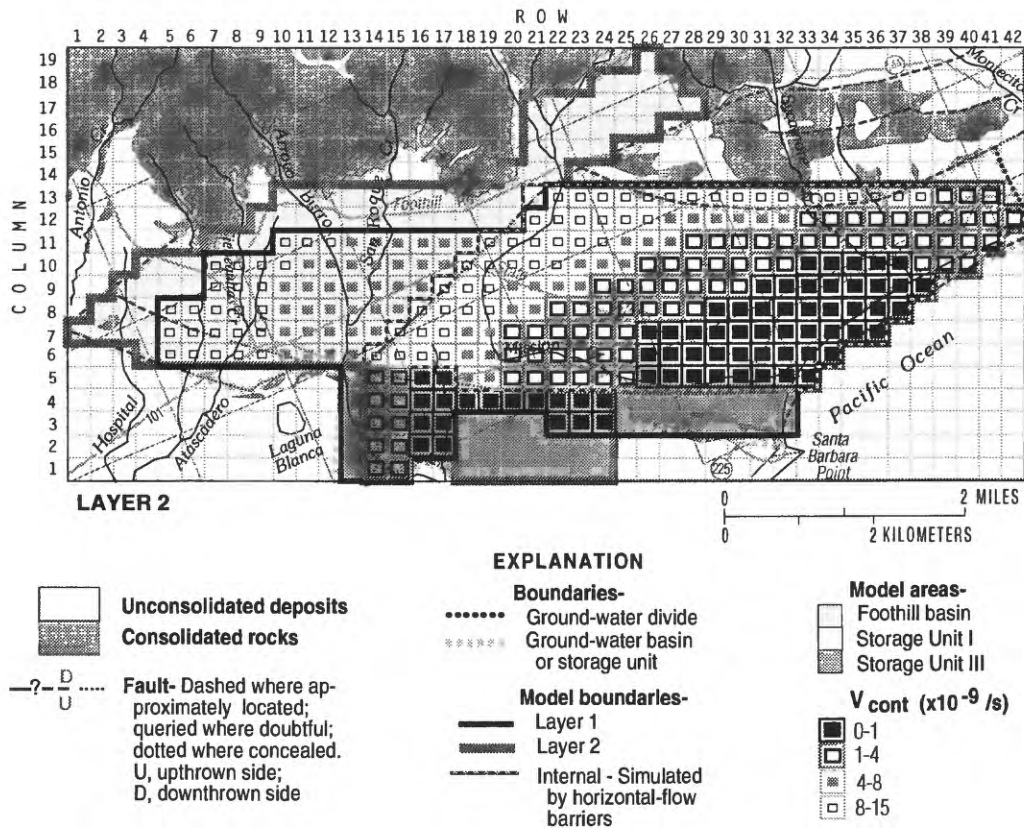 ROW
1 2 3 4 5 6 7 8 9 10 11 12 13 14 15 16 17 18 19 20 21 22 23 24 25 26 27 28 29 30 31 32 33 34 35 36 37 38 39 40 41 42
COLUMN
19
18
17
16
15
14
13
12
11
10
9
8
7
6
5
4
3
2
1
Antonio Cr
Arroyo Burro
San Roque Cr
Foothill
Montecito Cr
Sycamore
Mission
Hospital
101
Atascadero
Laguna Blanca
Pacific Ocean
Santa Barbara Point
225
LAYER 2
0 2 MILES
0 2 KILOMETERS
EXPLANATION
Unconsolidated deposits
Consolidated rocks
—?– D/U ····
Fault- Dashed where ap-
proximately located;
queried where doubtful;
dotted where concealed.
U, upthrown side;
D, downthrown side
Boundaries-
Ground-water divide
Ground-water basin
or storage unit
Model boundaries-
Layer 1
Layer 2
Internal - Simulated
by horizontal-flow
barriers
Model areas-
Foothill basin
Storage Unit I
Storage Unit III
V cont (x10 -9 /s)
0-1
1-4
4-8
8-15